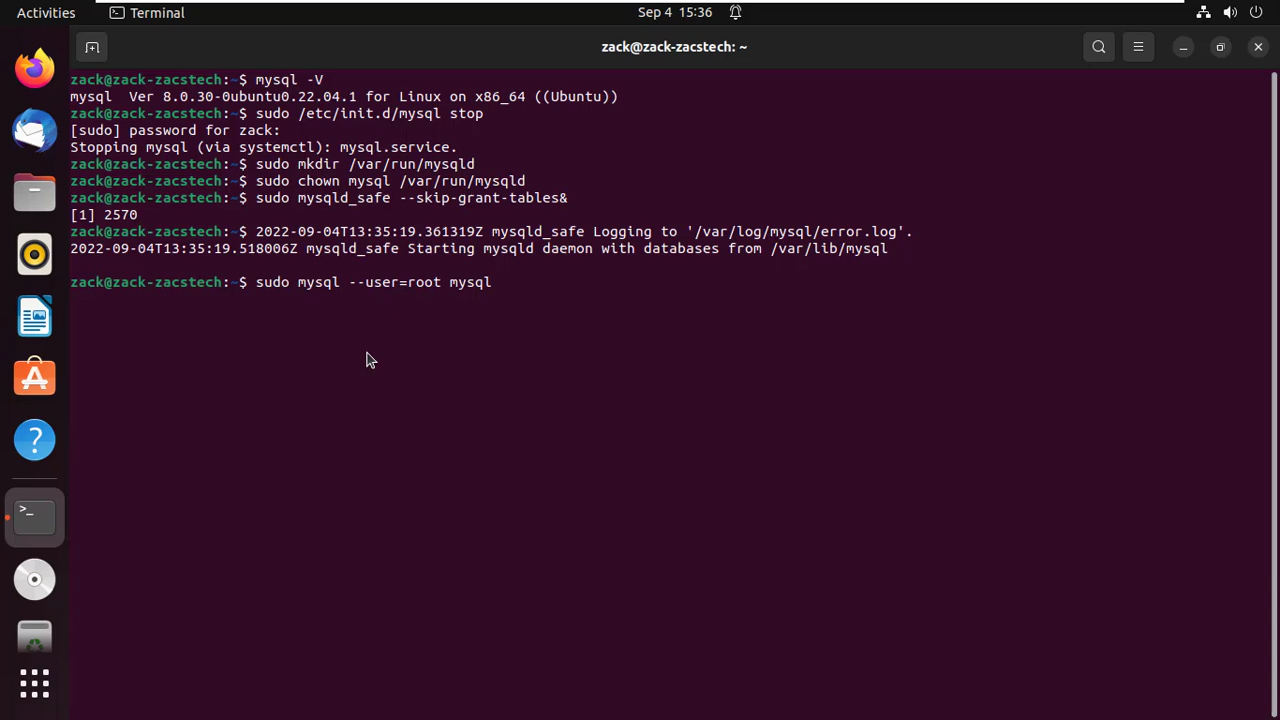 Activities
Terminal
Sep 4 15:36
zack@zack-zacstech: ~
zack@zack-zacstech:~$ mysql -V
mysql  Ver 8.0.30-0ubuntu0.22.04.1 for Linux on x86_64 ((Ubuntu))
zack@zack-zacstech:~$ sudo /etc/init.d/mysql stop
[sudo] password for zack:
Stopping mysql (via systemctl): mysql.service.
zack@zack-zacstech:~$ sudo mkdir /var/run/mysqld
zack@zack-zacstech:~$ sudo chown mysql /var/run/mysqld
zack@zack-zacstech:~$ sudo mysqld_safe --skip-grant-tables&
[1] 2570
zack@zack-zacstech:~$ 2022-09-04T13:35:19.361319Z mysqld_safe Logging to '/var/log/mysql/error.log'.
2022-09-04T13:35:19.518006Z mysqld_safe Starting mysqld daemon with databases from /var/lib/mysql
zack@zack-zacstech:~$ sudo mysql --user=root mysql